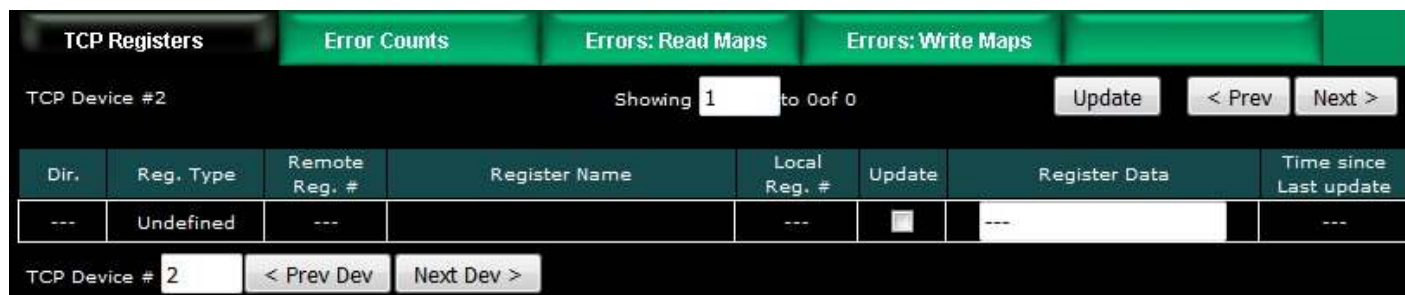 TCP Registers Error Counts Errors: Read Maps Errors: Write Maps
TCP Device #2 Showing 1 to 0of 0 Update < Prev Next >
Dir. Reg. Type Remote Reg. # Register Name Local Reg. # Update Register Data Time since Last update
--- Undefined --- --- --- ---
TCP Device # 2 < Prev Dev Next Dev >